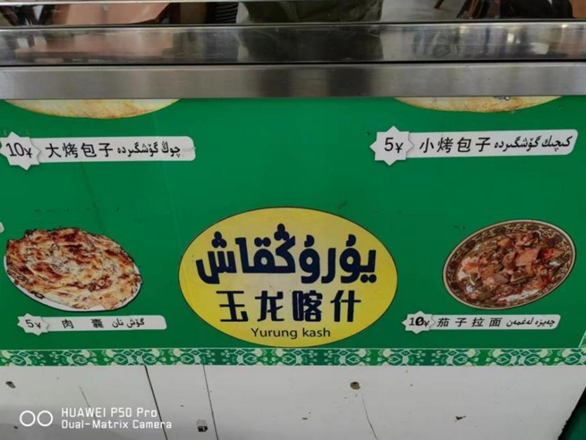 10¥ 大烤包子 چوڭ گۆشگىردە
5¥ 小烤包子 كىچىك گۆشگىردە
يۇرۇڭقاش
玉龙喀什
Yurung kash
5¥ 肉 囊 گۆش نان
10¥ 茄子拉面 چەيزە لەغمەن
HUAWEI P50 Pro
Dual-Matrix Camera